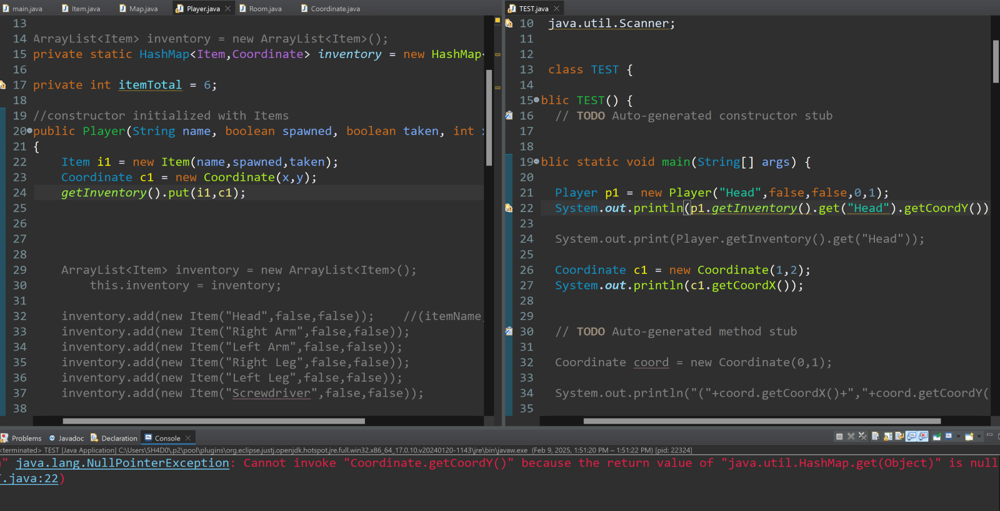 main.java Item.java Map.java Player.java Room.java Coordinate.java
13
14 ArrayList<Item> inventory = new ArrayList<Item>();
15 private static HashMap<Item,Coordinate> inventory = new HashMap<
16
17 private int itemTotal = 6;
18
19 //constructor initialized with Items
20 public Player(String name, boolean spawned, boolean taken, int x
21 {
22 Item i1 = new Item(name,spawned,taken);
23 Coordinate c1 = new Coordinate(x,y);
24 getInventory().put(i1,c1);
25
26
27
28
29 ArrayList<Item> inventory = new ArrayList<Item>();
30 this.inventory = inventory;
31
32 inventory.add(new Item("Head",false,false)); //(itemName,
33 inventory.add(new Item("Right Arm",false,false));
34 inventory.add(new Item("Left Arm",false,false));
35 inventory.add(new Item("Right Leg",false,false));
36 inventory.add(new Item("Left Leg",false,false));
37 inventory.add(new Item("Screwdriver",false,false));
38
TEST.java
10 java.util.Scanner;
11
12
13 class TEST {
14
15 blic TEST() {
16 // TODO Auto-generated constructor stub
17
18
19 blic static void main(String[] args) {
20
21 Player p1 = new Player("Head",false,false,0,1);
22 System.out.println(p1.getInventory().get("Head").getCoordY())
23
24 System.out.print(Player.getInventory().get("Head"));
25
26 Coordinate c1 = new Coordinate(1,2);
27 System.out.println(c1.getCoordX());
28
29
30 // TODO Auto-generated method stub
31
32 Coordinate coord = new Coordinate(0,1);
33
34 System.out.println("("+coord.getCoordX()+","+coord.getCoordY(
35
Problems @ Javadoc Declaration Console
<terminated> TEST [Java Application] C:\Users\SH4D0\.p2\pool\plugins\org.eclipse.justj.openjdk.hotspot.jre.full.win32.x86_64_17.0.10.v20240120-1143\jre\bin\javaw.exe (Feb 9, 2025, 1:51:20 PM – 1:51:22 PM) [pid: 22324]
" java.lang.NullPointerException: Cannot invoke "Coordinate.getCoordY()" because the return value of "java.util.HashMap.get(Object)" is null
.java:22)